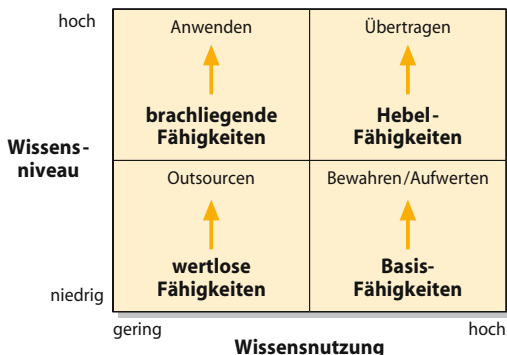 hoch
Anwenden
Übertragen
brachliegende
Fähigkeiten
Hebel-
Fähigkeiten
Wissens-
niveau
Outsourcen
Bewahren/Aufwerten
wertlose
Fähigkeiten
Basis-
Fähigkeiten
niedrig
gering
hoch
Wissensnutzung